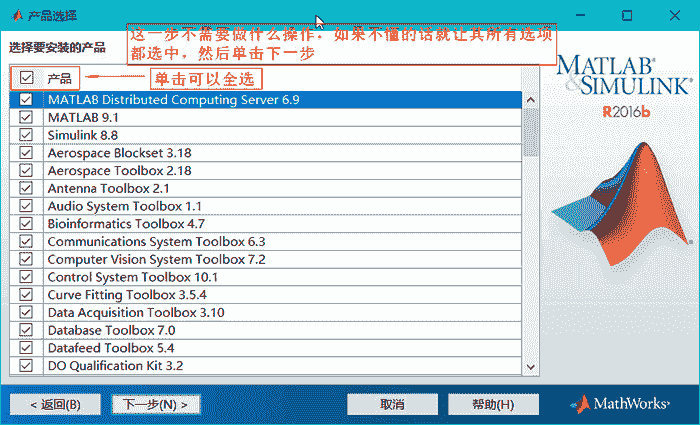 产品选择
选择要安装的产品
这一步不需要做什么操作，如果不懂的话就让其所有选项
都选中，然后单击下一步
产品
单击可以全选
MATLAB Distributed Computing Server 6.9
MATLAB 9.1
Simulink 8.8
Aerospace Blockset 3.18
Aerospace Toolbox 2.18
Antenna Toolbox 2.1
Audio System Toolbox 1.1
Bioinformatics Toolbox 4.7
Communications System Toolbox 6.3
Computer Vision System Toolbox 7.2
Control System Toolbox 10.1
Curve Fitting Toolbox 3.5.4
Data Acquisition Toolbox 3.10
Database Toolbox 7.0
Datafeed Toolbox 5.4
DO Qualification Kit 3.2
MATLAB®
&SIMULINK®
R2016b
< 返回(B)
下一步(N) >
取消
帮助(H)
MathWorks